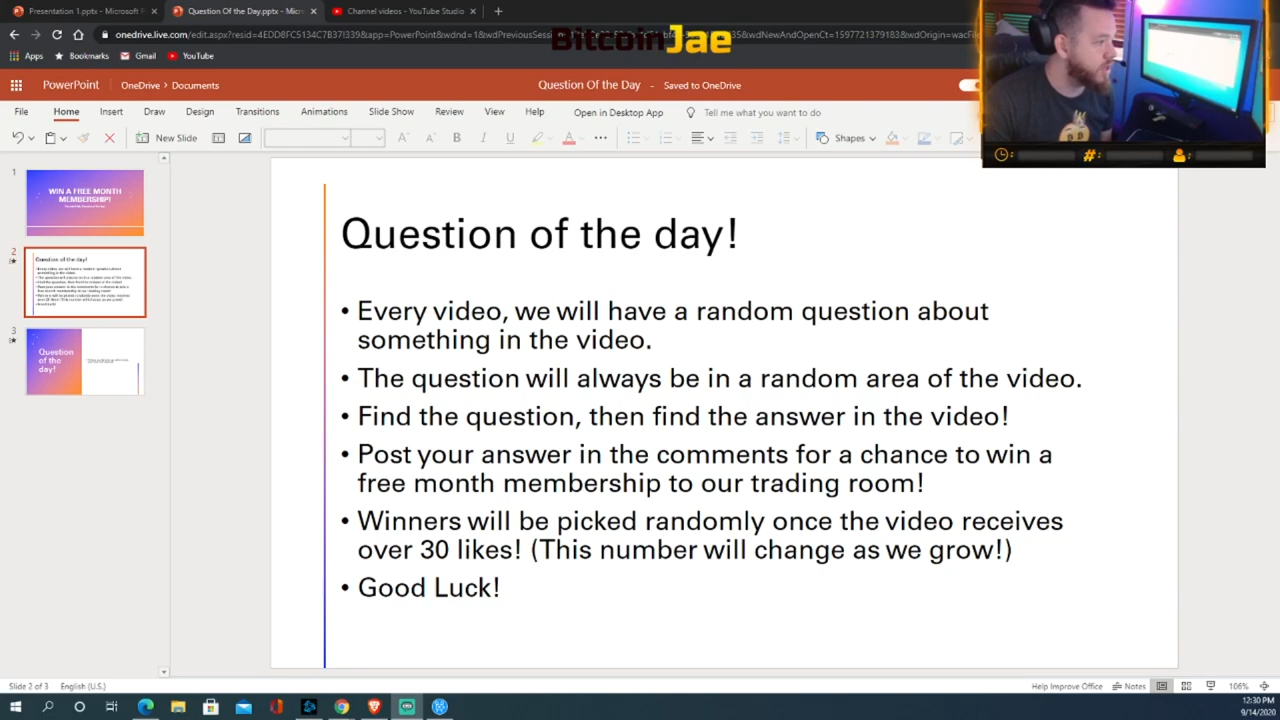 Presentation 1.pptx - Microsoft P
Question Of the Day.pptx - Micr
Channel videos - YouTube Studio
Apps
Bookmarks
Gmail
YouTube
BitcoinJae
PowerPoint
OneDrive > Documents
Question Of the Day - Saved to OneDrive
File
Home
Insert
Draw
Design
Transitions
Animations
Slide Show
Review
View
Help
Open in Desktop App
Tell me what you want to do
New Slide
B
I
U
A
Shapes
1
WIN A FREE MONTH
MEMBERSHIP!
2
Question of the day!
3
Question
of the
day!
Question of the day!
• Every video, we will have a random question about
something in the video.
• The question will always be in a random area of the video.
• Find the question, then find the answer in the video!
• Post your answer in the comments for a chance to win a
free month membership to our trading room!
• Winners will be picked randomly once the video receives
over 30 likes! (This number will change as we grow!)
• Good Luck!
Slide 2 of 3
English (U.S.)
Help Improve Office
Notes
106%
12:30 PM
9/14/2020